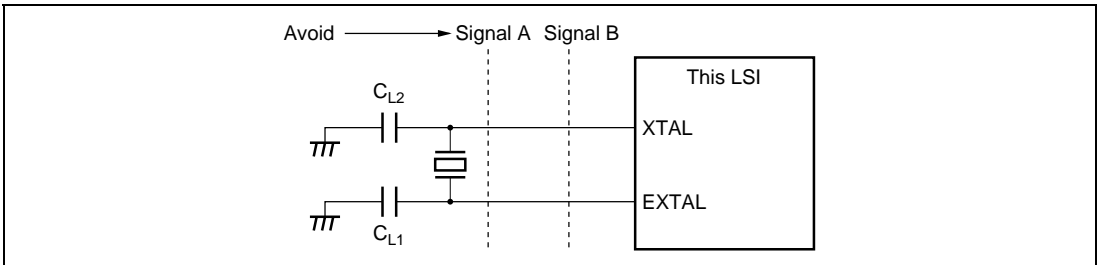 Avoid Signal A Signal B
This LSI
CL2
XTAL
EXTAL
CL1